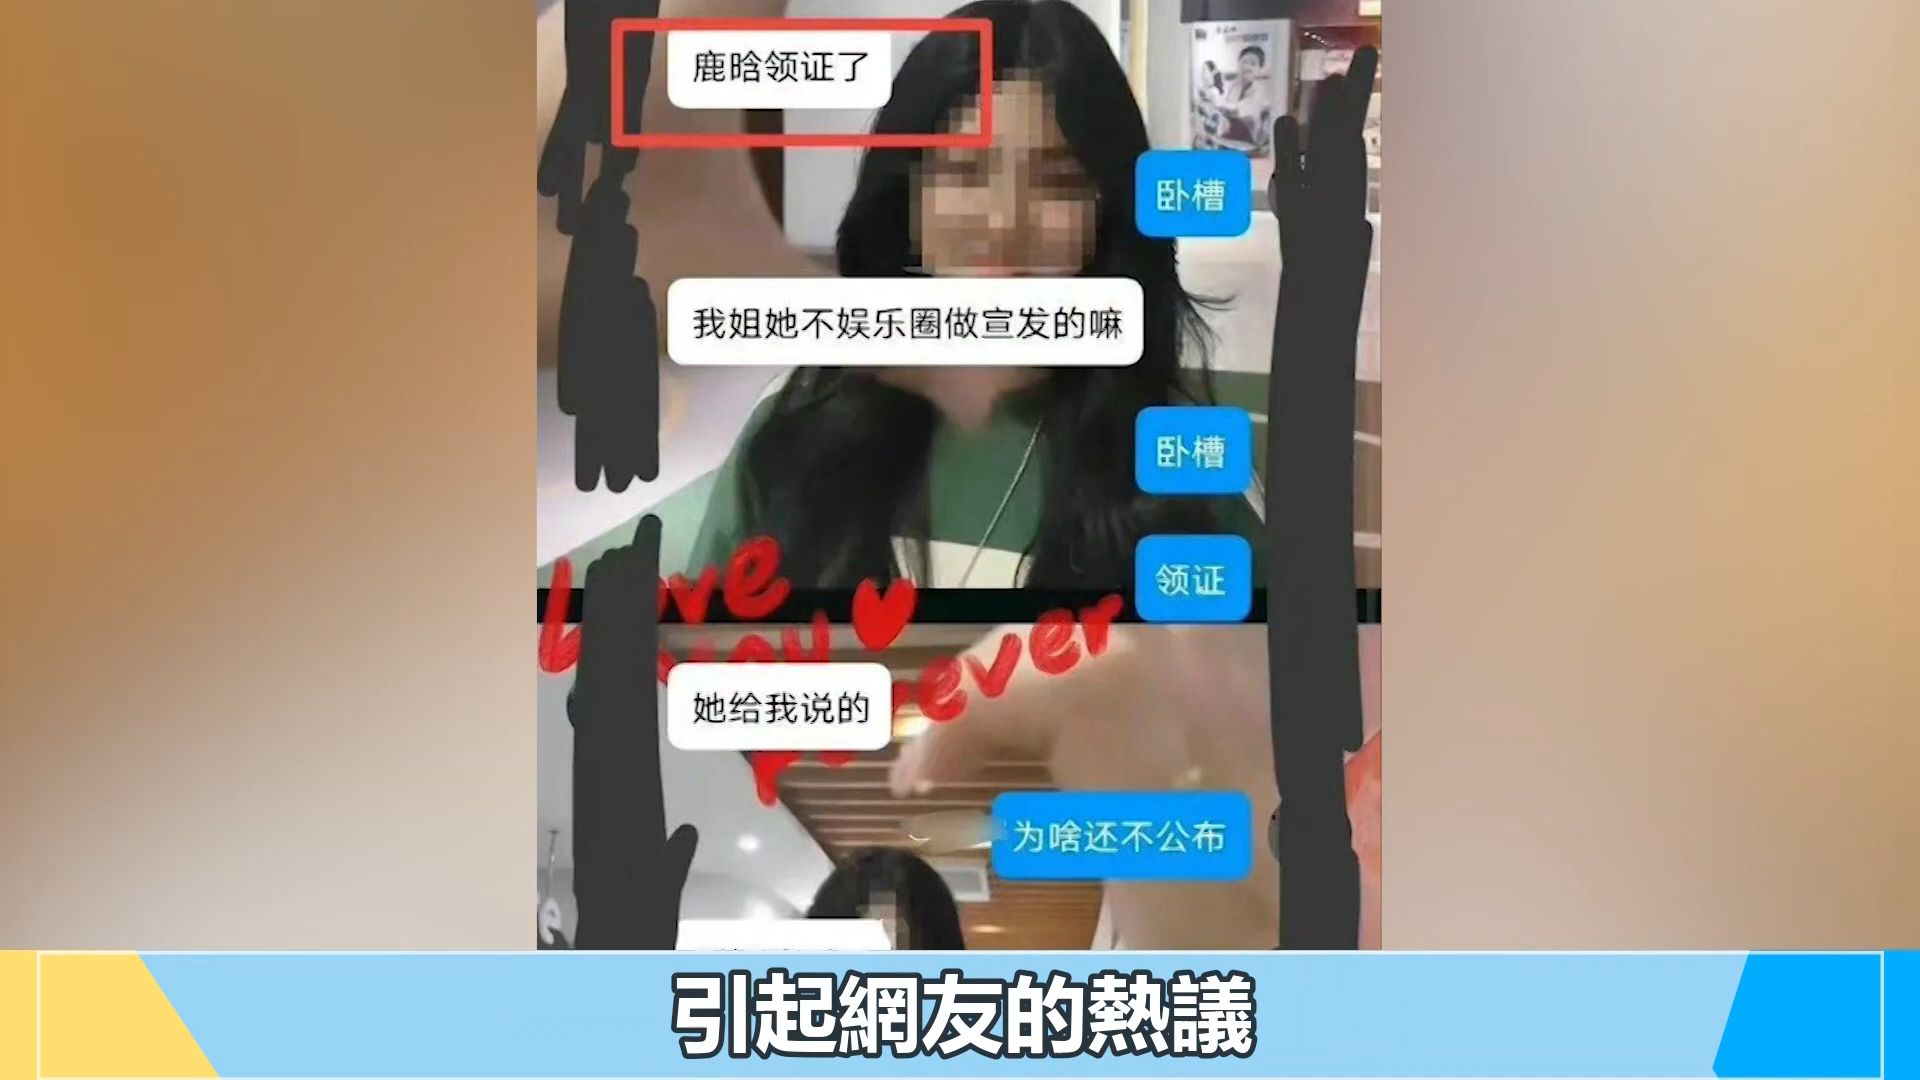 鹿晗领证了
卧槽
我姐她不娱乐圈做宣发的嘛
卧槽
领证
Love
ever
她给我说的
为啥还不公布
引起網友的熱議